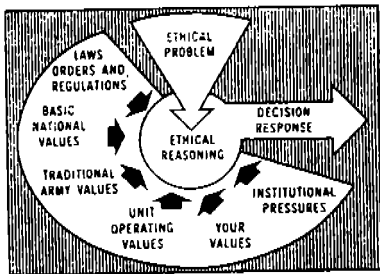 ETHICAL
PROBLEM
LAWS
ORDERS AND
REGULATIONS
BASIC
NATIONAL
VALUES
TRADITIONAL
ARMY VALUES
UNIT
OPERATING
VALUES
YOUR
VALUES
INSTITUTIONAL
PRESSURES
ETHICAL
REASONING
DECISION
RESPONSE